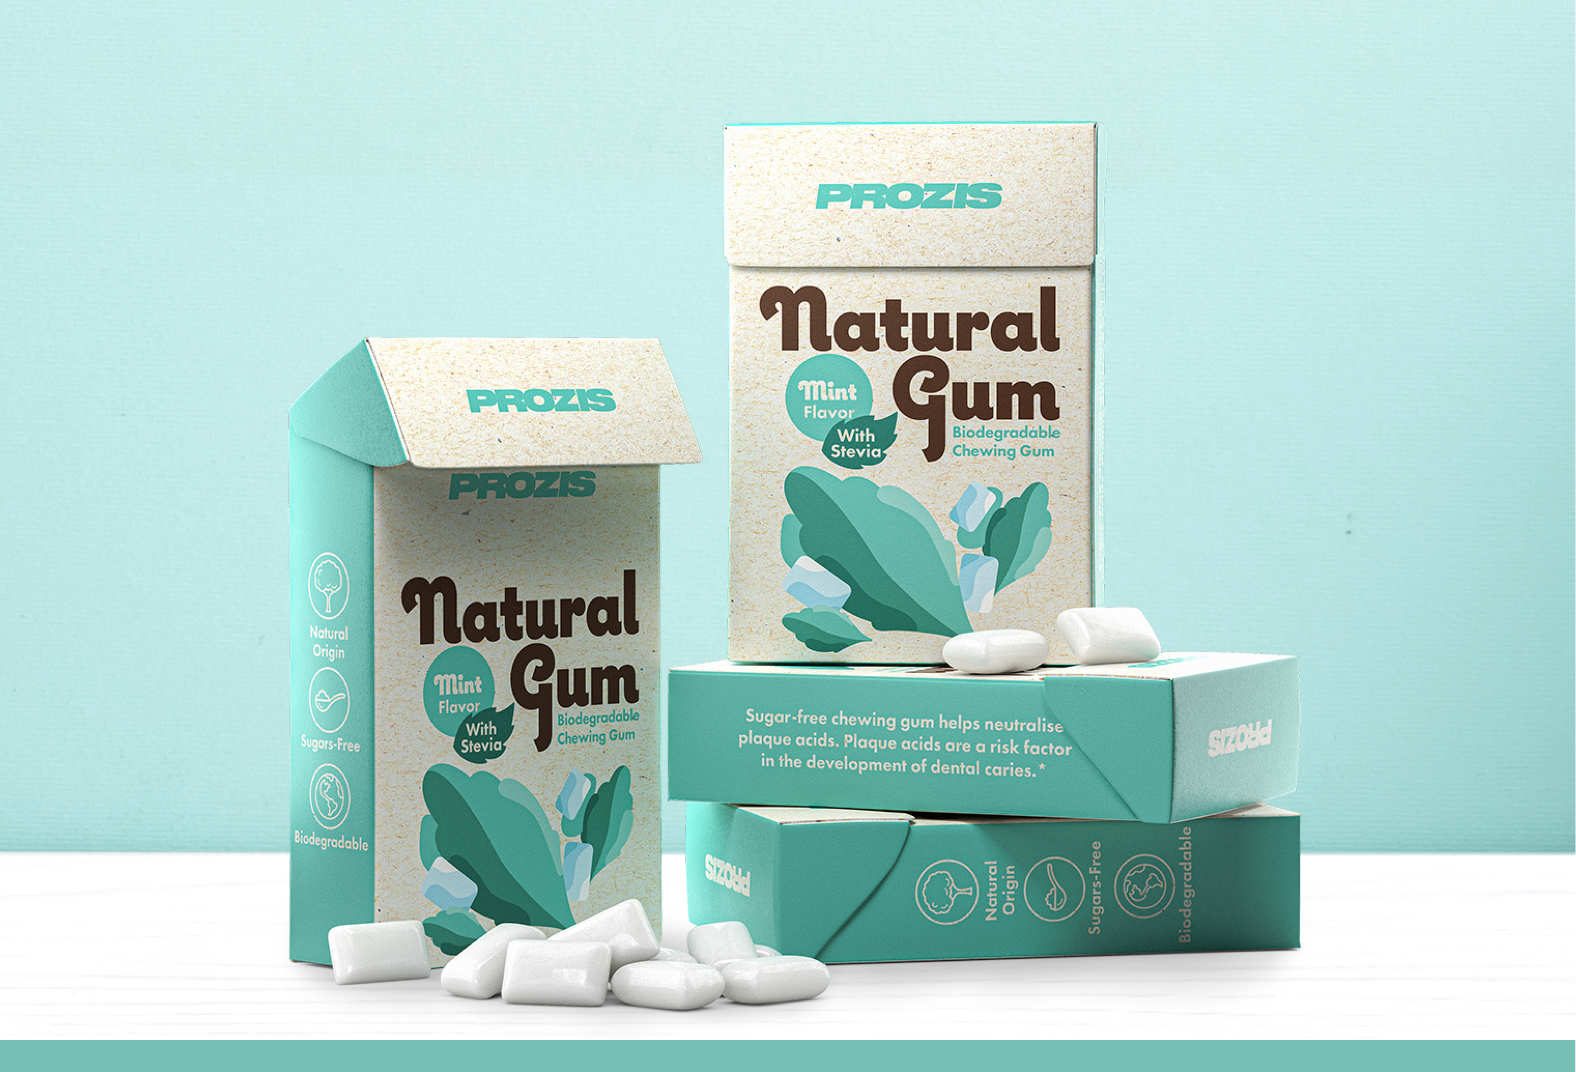 PROZIS
Natural
Gum
Mint
Flavor
With
Stevia
Biodegradable
Chewing Gum
PROZIS
PROZIS
Natural
Gum
Mint
Flavor
With
Stevia
Biodegradable
Chewing Gum
Natural
Origin
Sugars-Free
Biodegradable
Sugar-free chewing gum helps neutralise
plaque acids. Plaque acids are a risk factor
in the development of dental caries.*
PROZIS
PROZIS
Natural
Origin
Sugars-Free
Biodegradable